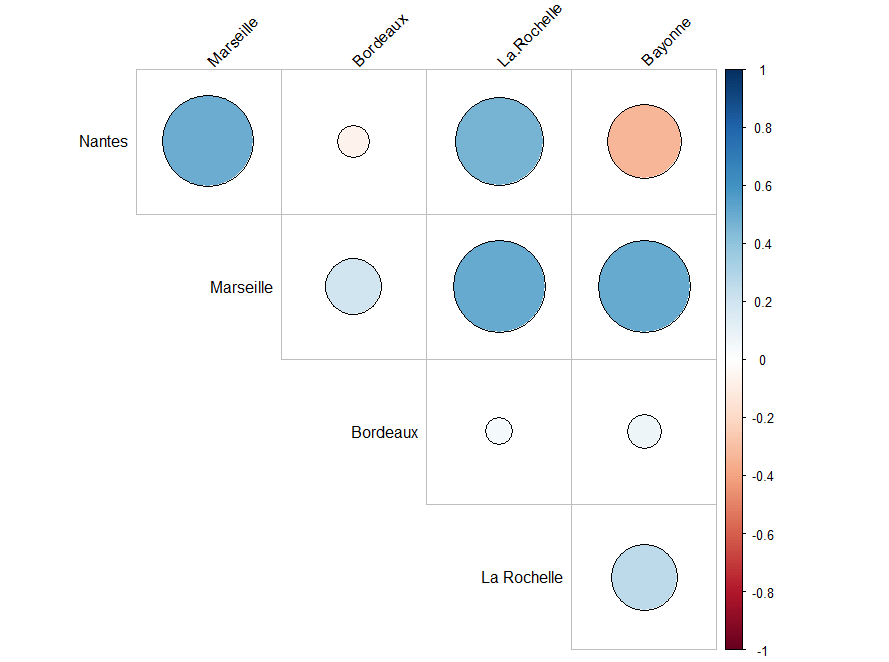 Marseille
Bordeaux
La.Rochelle
Bayonne
Nantes
Marseille
Bordeaux
La Rochelle
1
0.8
0.6
0.4
0.2
0
-0.2
-0.4
-0.6
-0.8
-1